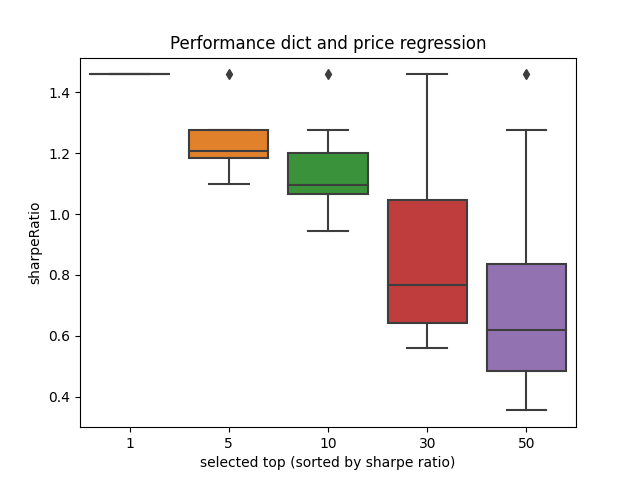 Performance dict and price regression
1.4
1.2
1.0
0.8
0.6
0.4
sharpeRatio
1 5 10 30 50
selected top (sorted by sharpe ratio)